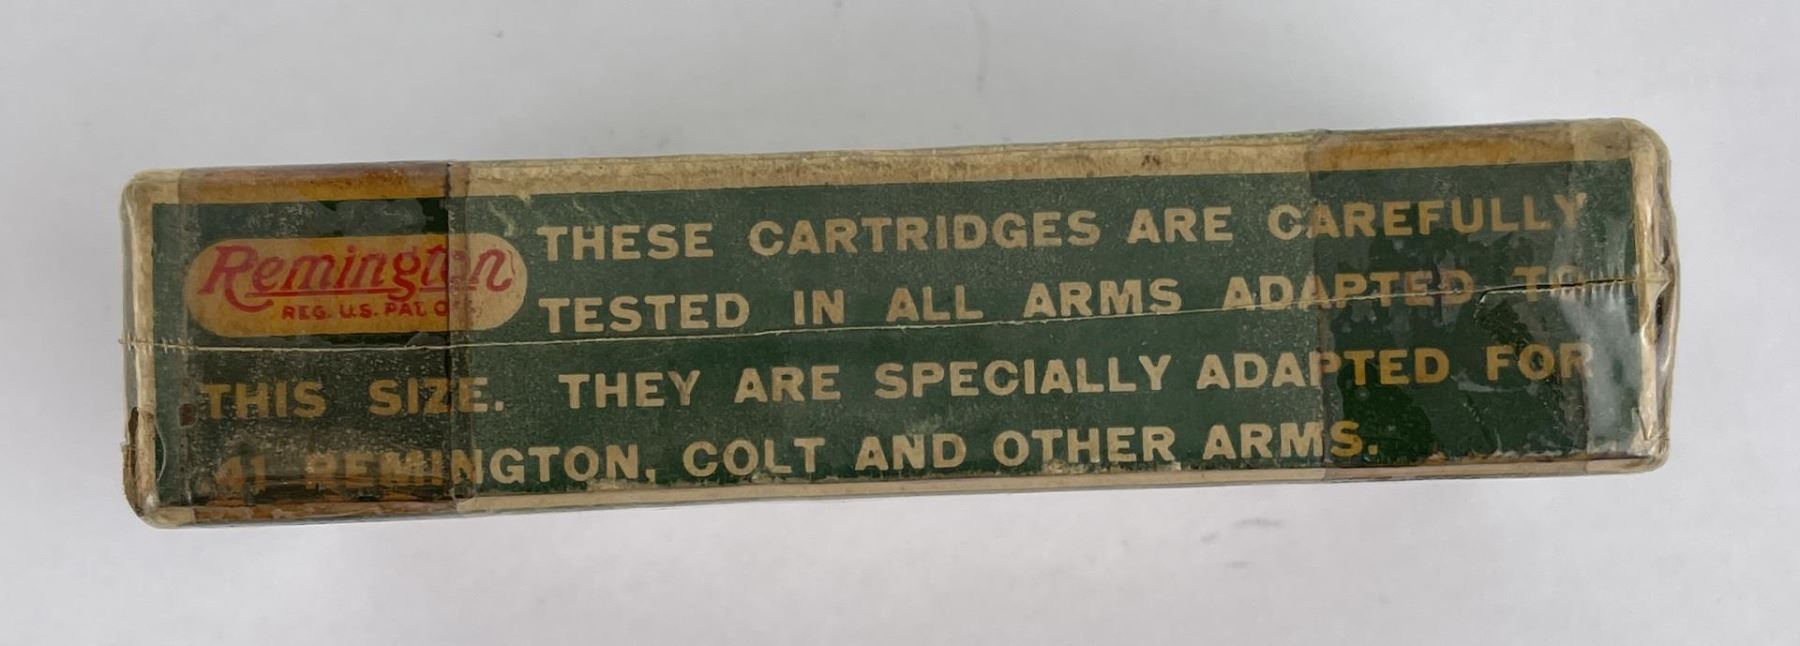 Remington
REG. U.S. PAT. OFF.
THESE CARTRIDGES ARE CAREFULLY
TESTED IN ALL ARMS ADAPTED TO
THIS SIZE. THEY ARE SPECIALLY ADAPTED FOR
.41 REMINGTON, COLT AND OTHER ARMS.